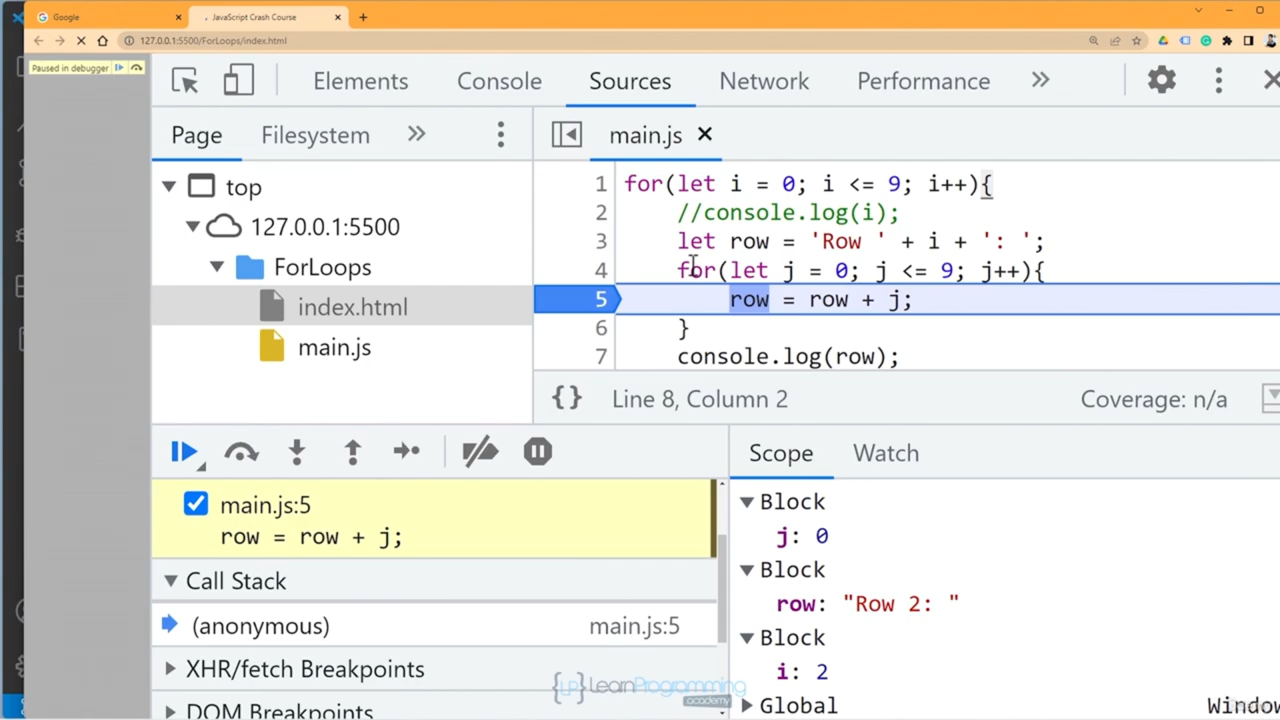 Google
JavaScript Crash Course
127.0.0.1:5500/ForLoops/index.html
Paused in debugger
Elements Console Sources Network Performance
Page Filesystem
main.js
top
127.0.0.1:5500
ForLoops
index.html
main.js
1 for(let i = 0; i <= 9; i++){
2 //console.log(i);
3 let row = 'Row ' + i + ': ';
4 for(let j = 0; j <= 9; j++){
5 row = row + j;
6 }
7 console.log(row);
{} Line 8, Column 2 Coverage: n/a
main.js:5
row = row + j;
Call Stack
(anonymous) main.js:5
XHR/fetch Breakpoints
DOM Breakpoints
Scope Watch
Block
j: 0
Block
row: "Row 2: "
Block
i: 2
Global Window
{LP} LearnProgramming
academy